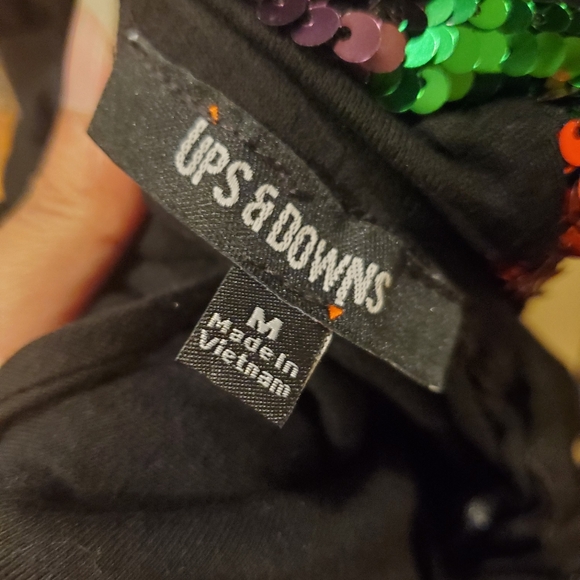 UPS & DOWNS
M
Made in
Vietnam